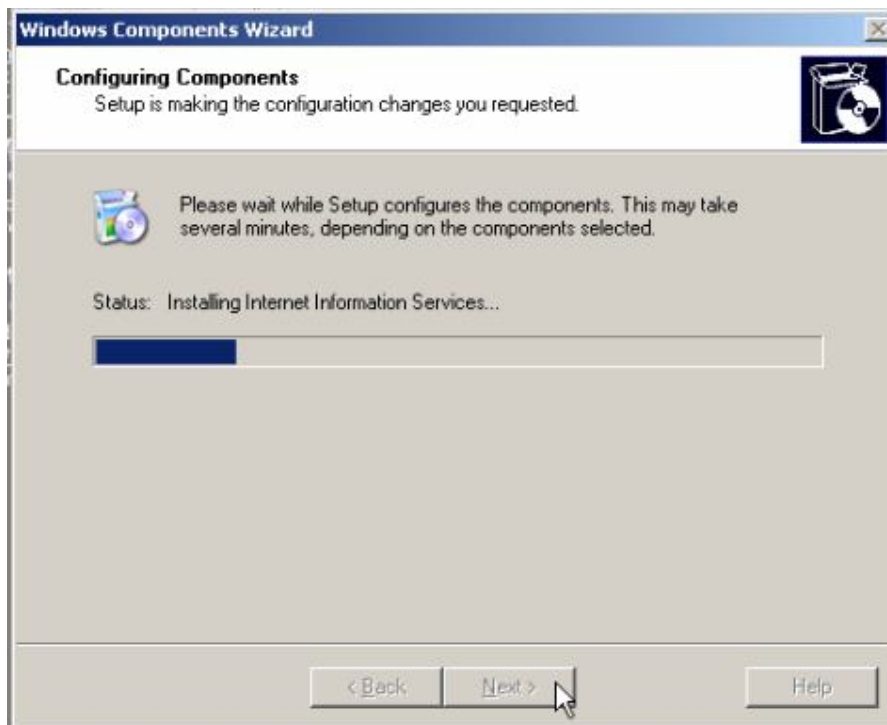 Windows Components Wizard
Configuring Components
Setup is making the configuration changes you requested.
Please wait while Setup configures the components. This may take
several minutes, depending on the components selected.
Status: Installing Internet Information Services...
< Back Next > Help